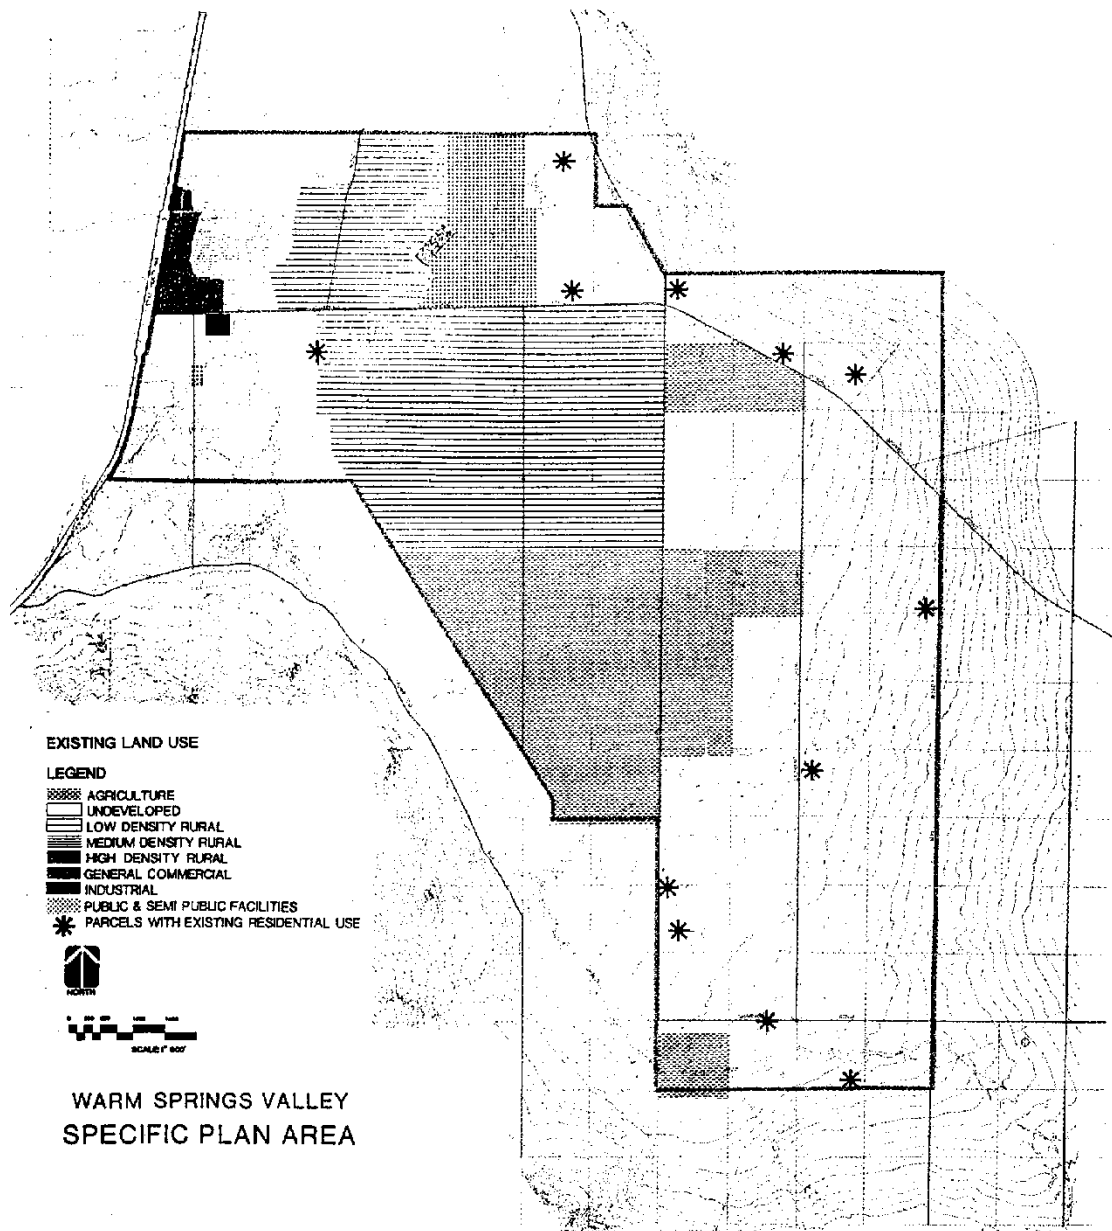 EXISTING LAND USE
LEGEND
AGRICULTURE
UNDEVELOPED
LOW DENSITY RURAL
MEDIUM DENSITY RURAL
HIGH DENSITY RURAL
GENERAL COMMERCIAL
INDUSTRIAL
PUBLIC & SEMI PUBLIC FACILITIES
PARCELS WITH EXISTING RESIDENTIAL USE
NORTH
WARM SPRINGS VALLEY
SPECIFIC PLAN AREA